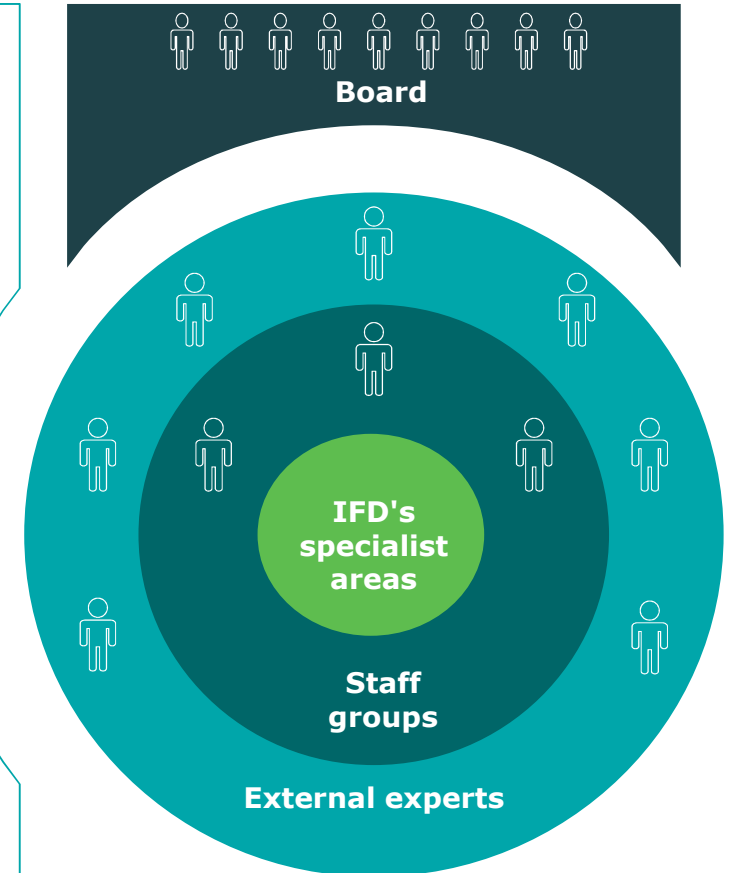 Board
IFD's
specialist
areas
Staff
groups
External experts